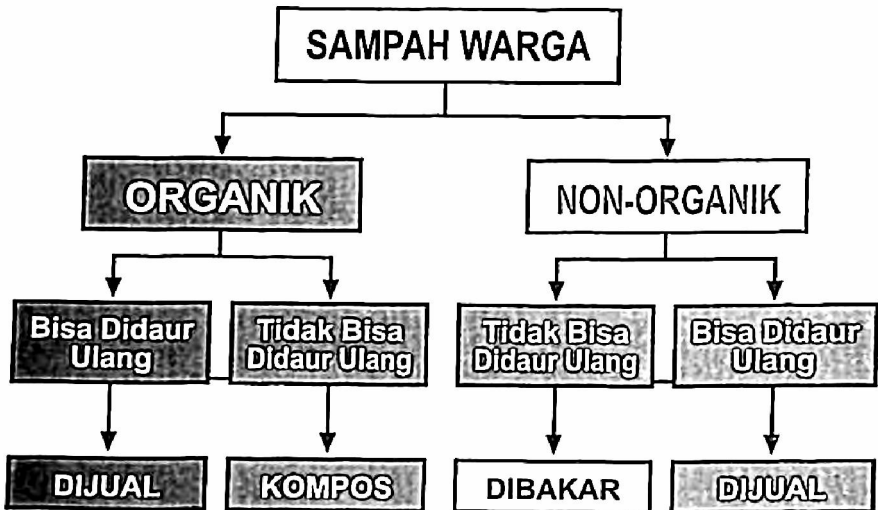 SAMPAH WARGA
ORGANIK
NON-ORGANIK
Bisa Didaur
Ulang
Tidak Bisa
Didaur Ulang
Tidak Bisa
Didaur Ulang
Bisa Didaur
Ulang
DIJUAL
KOMPOS
DIBAKAR
DIJUAL